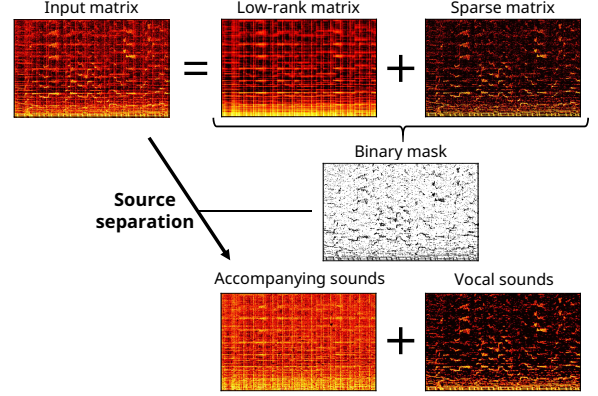 Input matrix
Low-rank matrix
Sparse matrix
=
+
Binary mask
Source
separation
Accompanying sounds
Vocal sounds
+